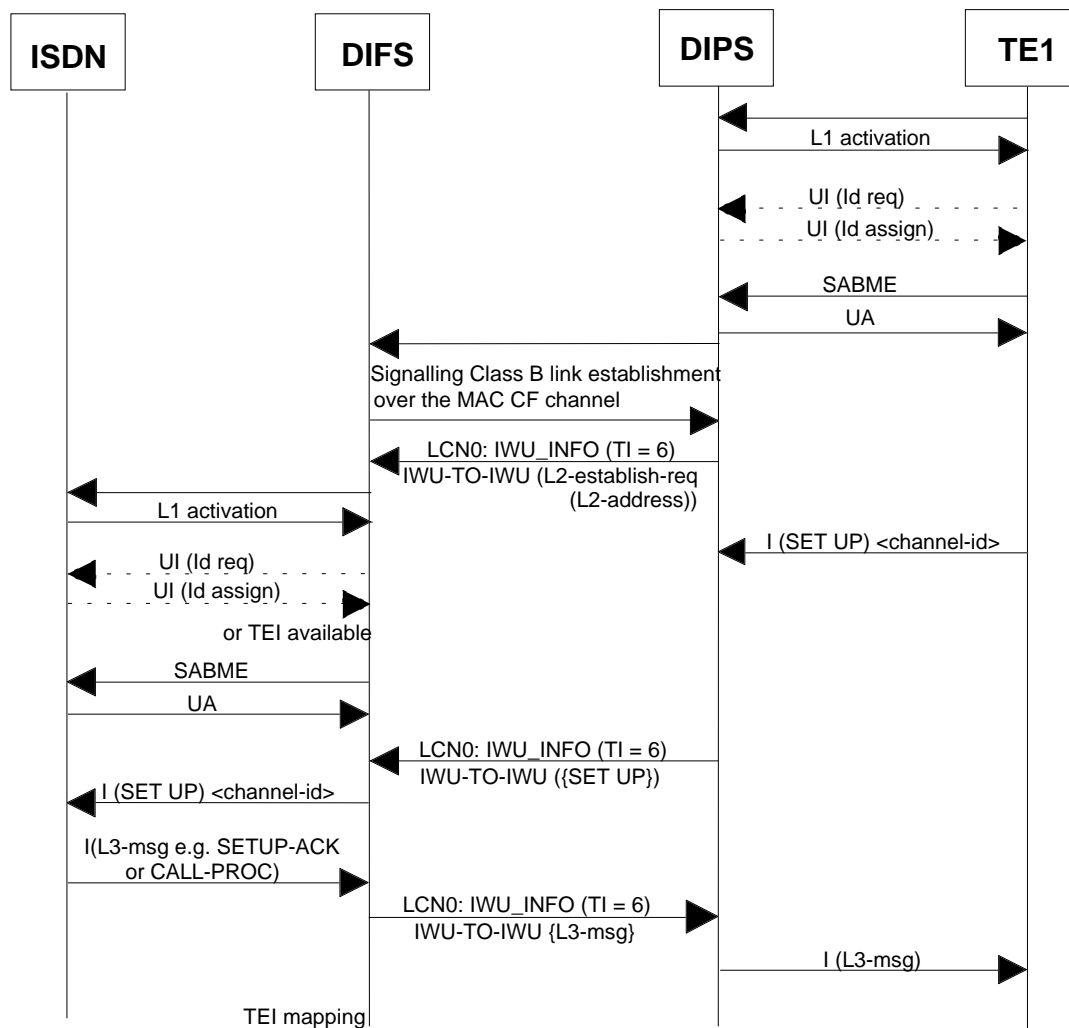 ISDN
DIFS
DIPS
TE1
L1 activation
UI (Id req)
UI (Id assign)
SABME
UA
Signalling Class B link establishment
over the MAC CF channel
LCN0: IWU_INFO (TI = 6)
IWU-TO-IWU (L2-establish-req
(L2-address))
L1 activation
I (SET UP) <channel-id>
UI (Id req)
UI (Id assign)
or TEI available
SABME
UA
LCN0: IWU_INFO (TI = 6)
IWU-TO-IWU ({SET UP})
I (SET UP) <channel-id>
I(L3-msg e.g. SETUP-ACK
or CALL-PROC)
LCN0: IWU_INFO (TI = 6)
IWU-TO-IWU {L3-msg}
I (L3-msg)
TEI mapping